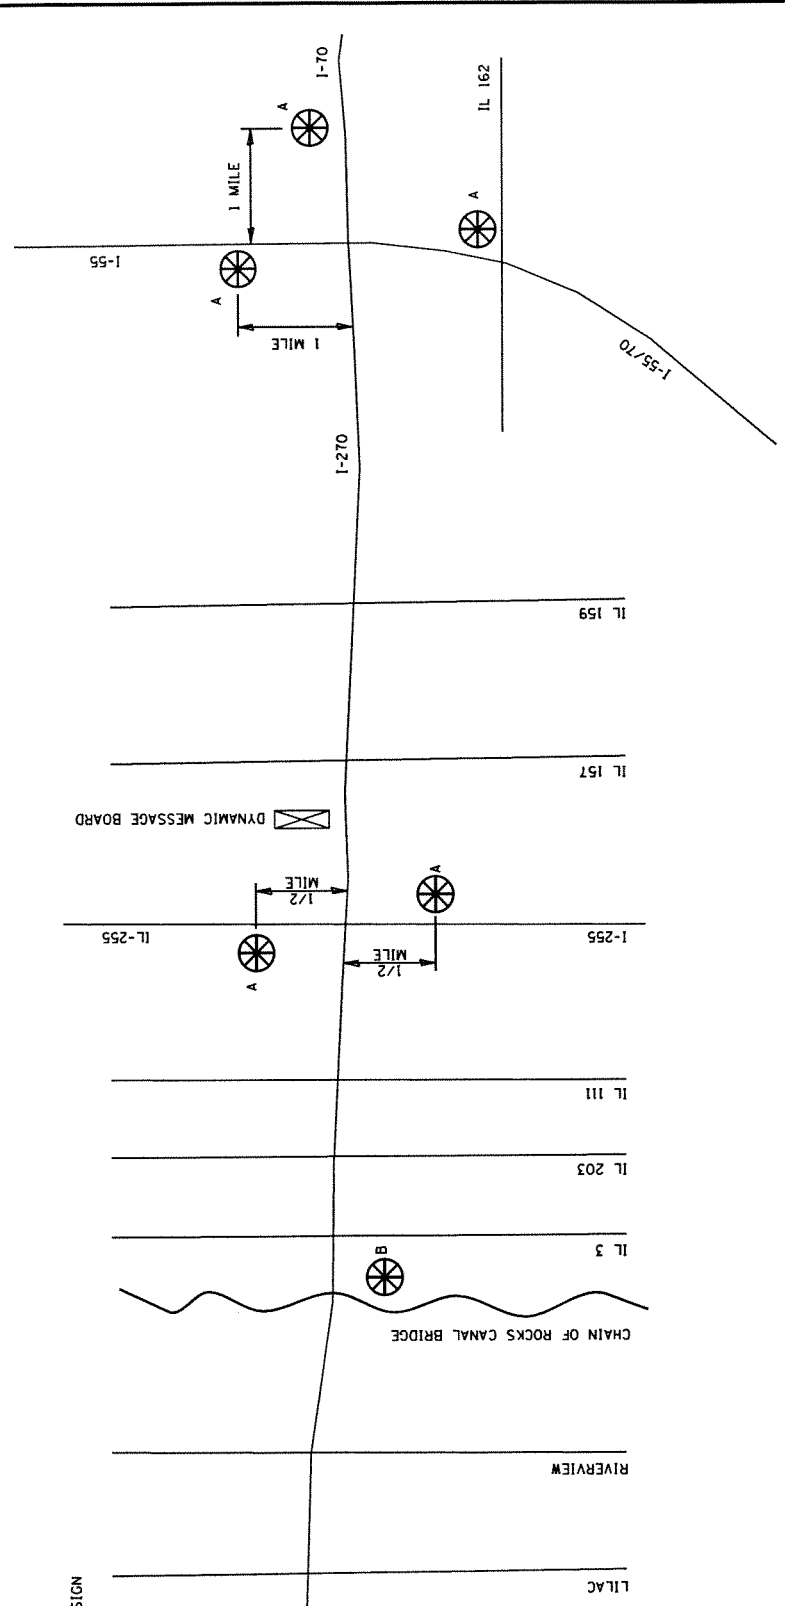 I-70
IL 162
A
1 MILE
A
I-55
A
1 MILE
I-55/70
I-270
IL 159
IL 157
DYNAMIC MESSAGE BOARD
1/2
MILE
A
IL-255
I-255
1/2
MILE
A
IL 111
IL 203
IL 3
B
CHAIN OF ROCKS CANAL BRIDGE
RIVERVIEW
LILAC
SIGN